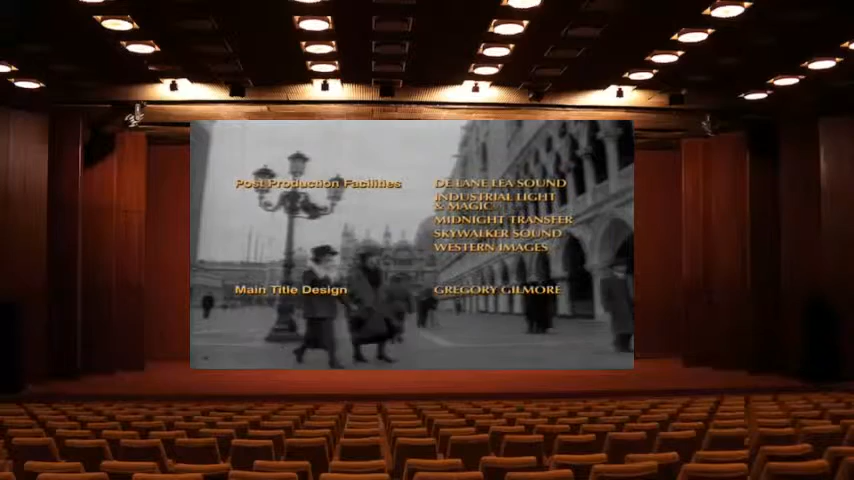 Post Production Facilities
DE LANE LEA SOUND
INDUSTRIAL LIGHT
& MAGIC
MIDNIGHT TRANSFER
SKYWALKER SOUND
WESTERN IMAGES
Main Title Design
GREGORY GILMORE